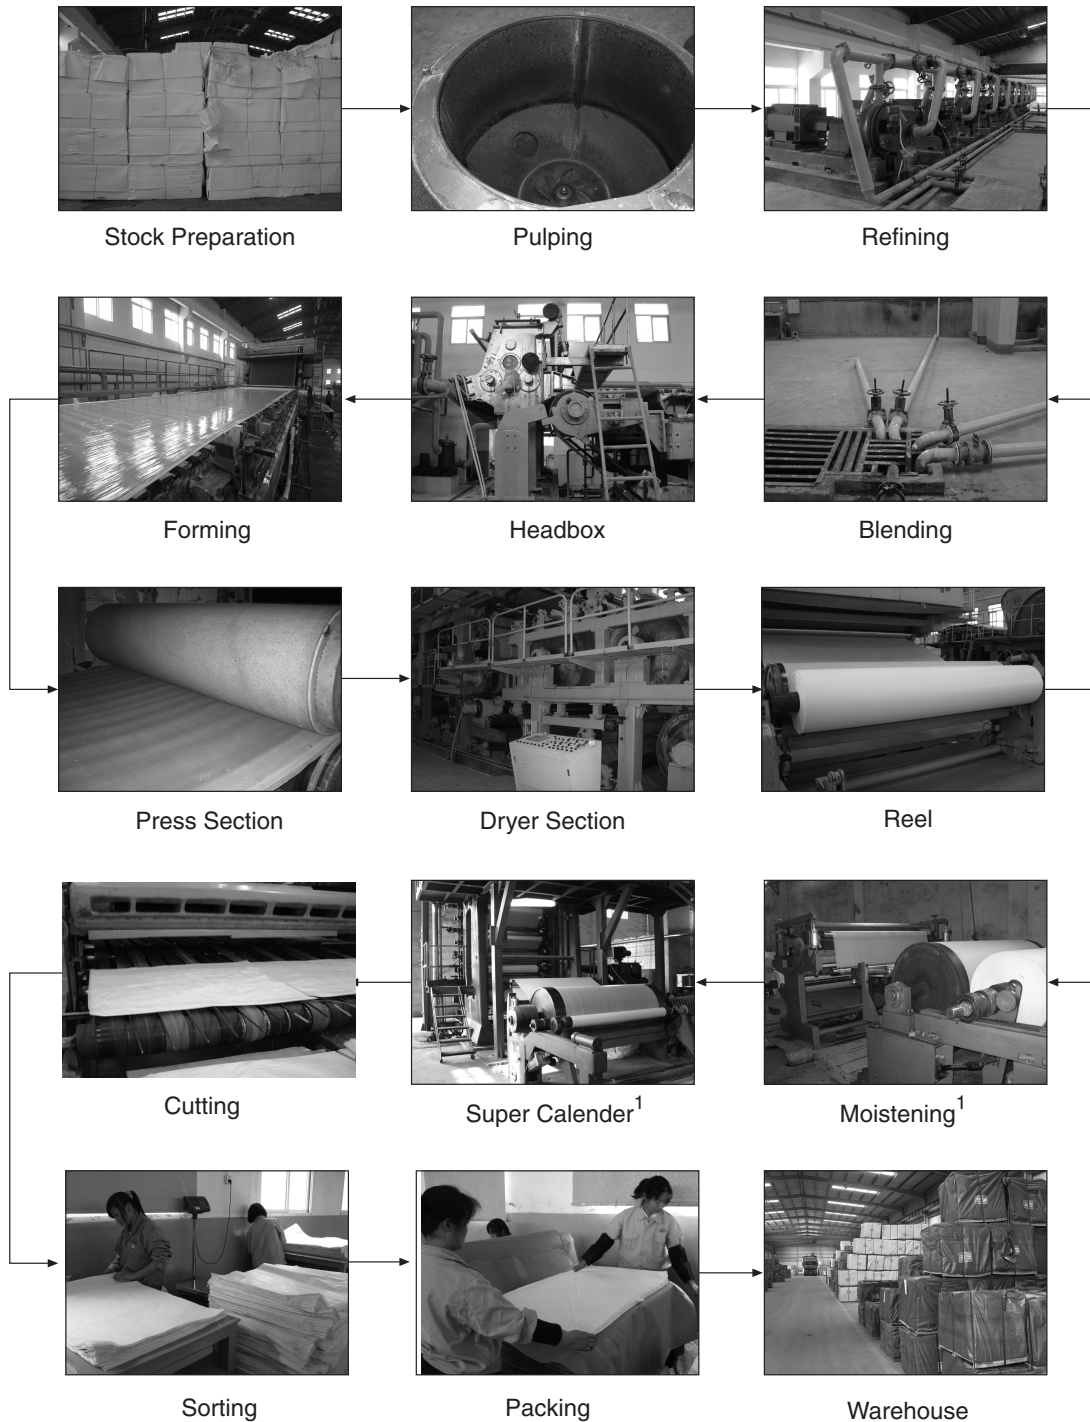 Stock Preparation
Pulping
Refining
Forming
Headbox
Blending
Press Section
Dryer Section
Reel
Cutting
Super Calender1
Moistening1
Sorting
Packing
Warehouse